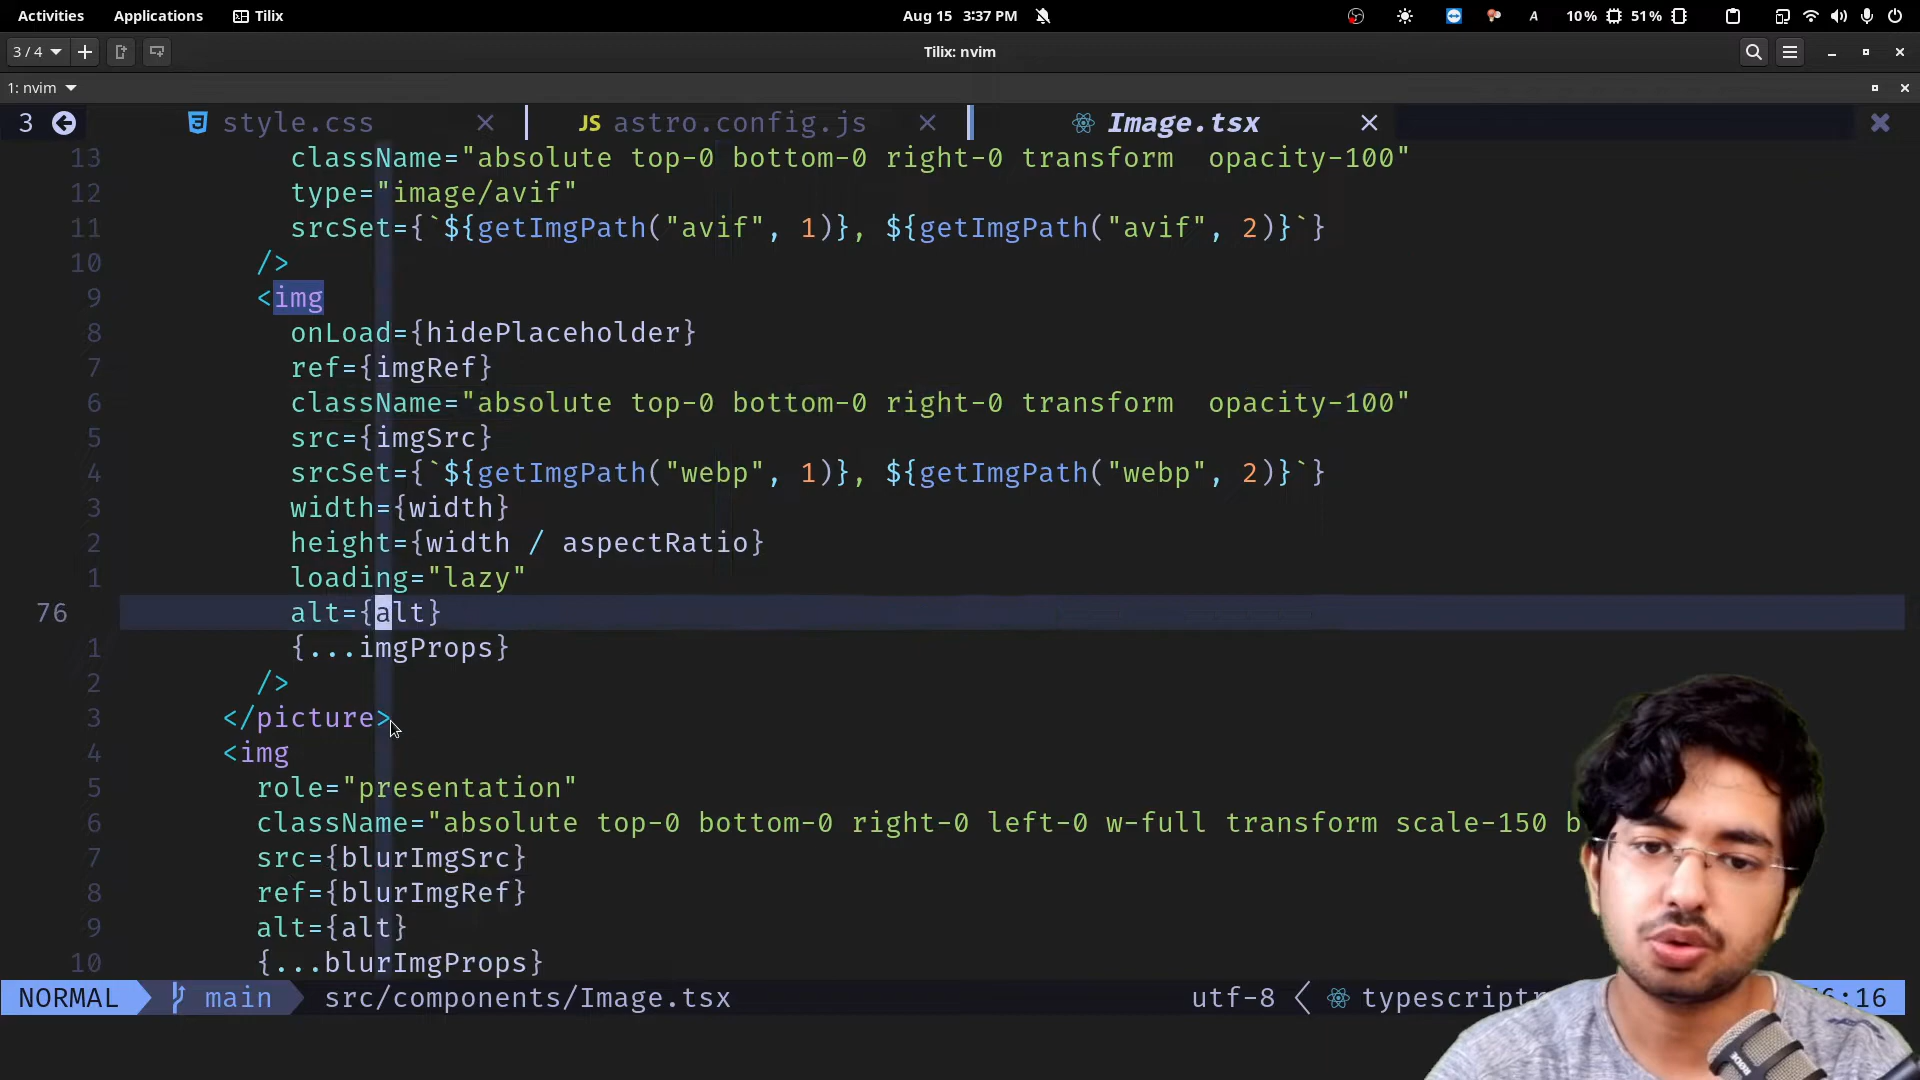 Activities Applications Tilix Aug 15 3:37 PM A 10% 51%
3 / 4 Tilix: nvim
1: nvim
3 style.css JS astro.config.js Image.tsx
13 className="absolute top-0 bottom-0 right-0 transform  opacity-100"
12 type="image/avif"
11 srcSet={`${getImgPath("avif", 1)}, ${getImgPath("avif", 2)}`}
10 />
9 <img
8 onLoad={hidePlaceholder}
7 ref={imgRef}
6 className="absolute top-0 bottom-0 right-0 transform  opacity-100"
5 src={imgSrc}
4 srcSet={`${getImgPath("webp", 1)}, ${getImgPath("webp", 2)}`}
3 width={width}
2 height={width / aspectRatio}
1 loading="lazy"
76 alt={alt}
1 {...imgProps}
2 />
3 </picture>
4 <img
5 role="presentation"
6 className="absolute top-0 bottom-0 right-0 left-0 w-full transform scale-150 b
7 src={blurImgSrc}
8 ref={blurImgRef}
9 alt={alt}
10 {...blurImgProps}
NORMAL main src/components/Image.tsx utf-8 typescriptr :16
RODE